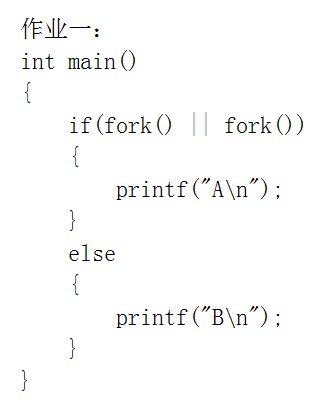 作业一:
int main()
{
    if(fork() || fork())
    {
        printf("A\n");
    }
    else
    {
        printf("B\n");
    }
}